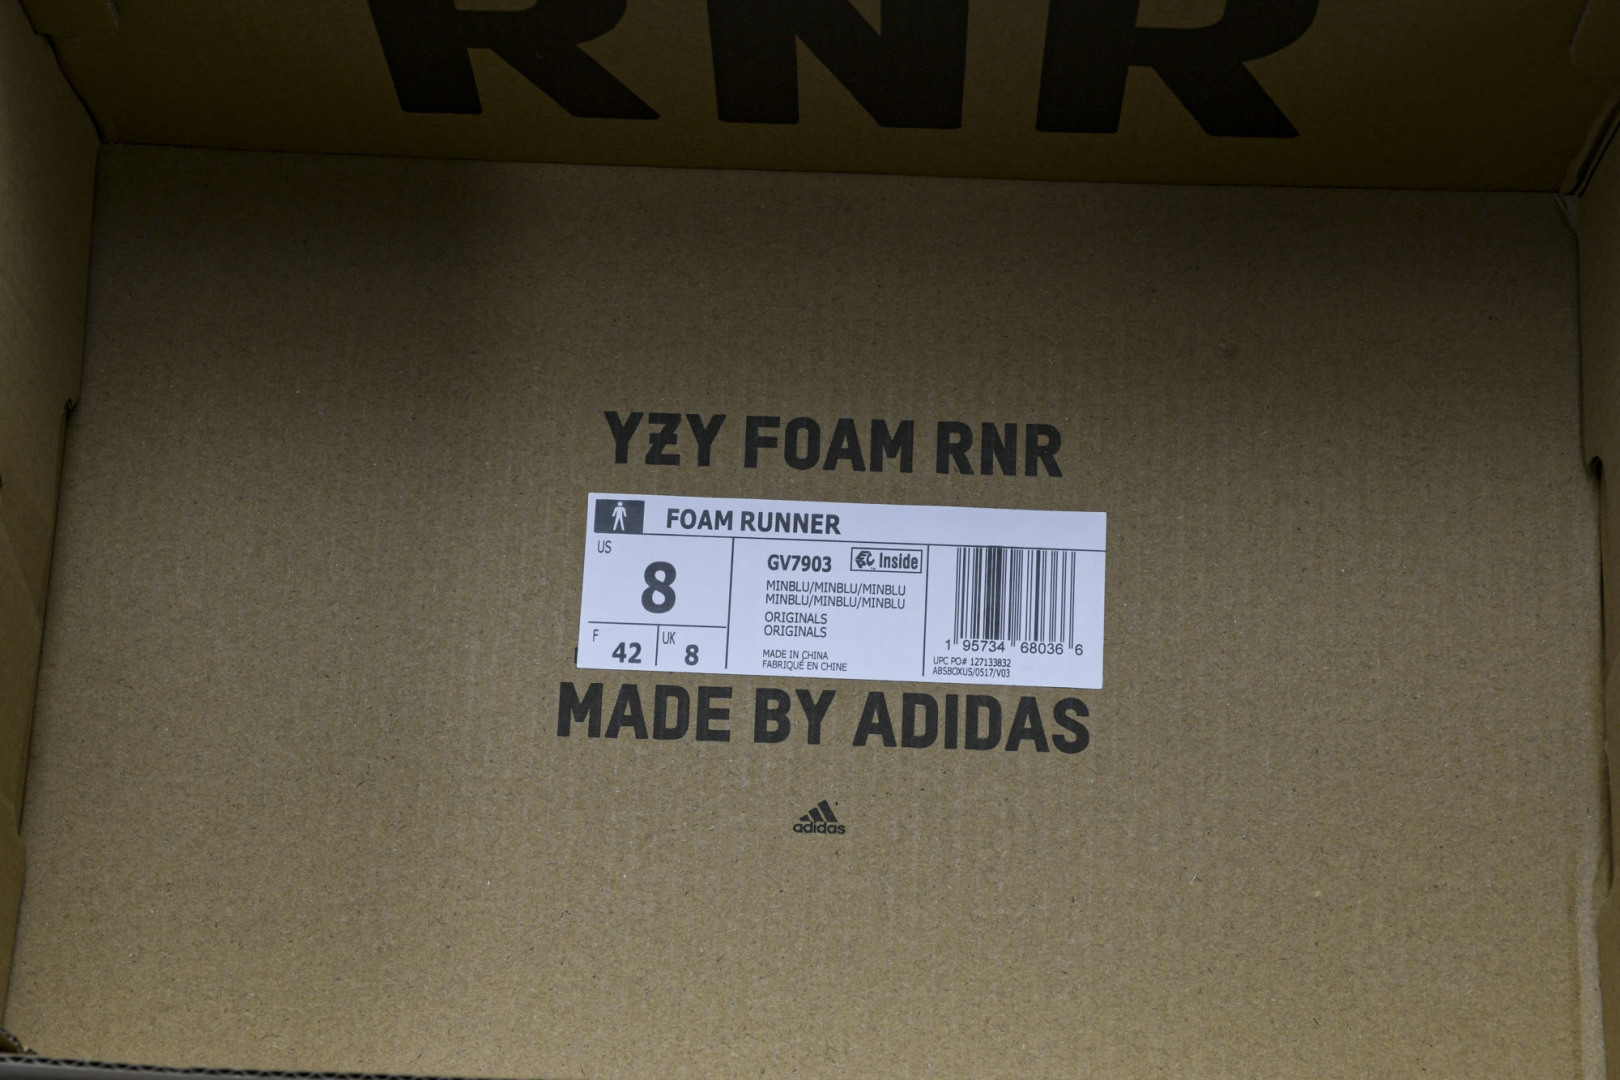 RNR
YZY FOAM RNR
FOAM RUNNER
US
8
F
42
UK
8
GV7903
Inside
MINBLU/MINBLU/MINBLU
MINBLU/MINBLU/MINBLU
ORIGINALS
ORIGINALS
MADE IN CHINA
FABRIQUÉ EN CHINE
1 95734 68036 6
UPC PO# 127133832
ABSBOXUS/0517/V03
MADE BY ADIDAS
adidas